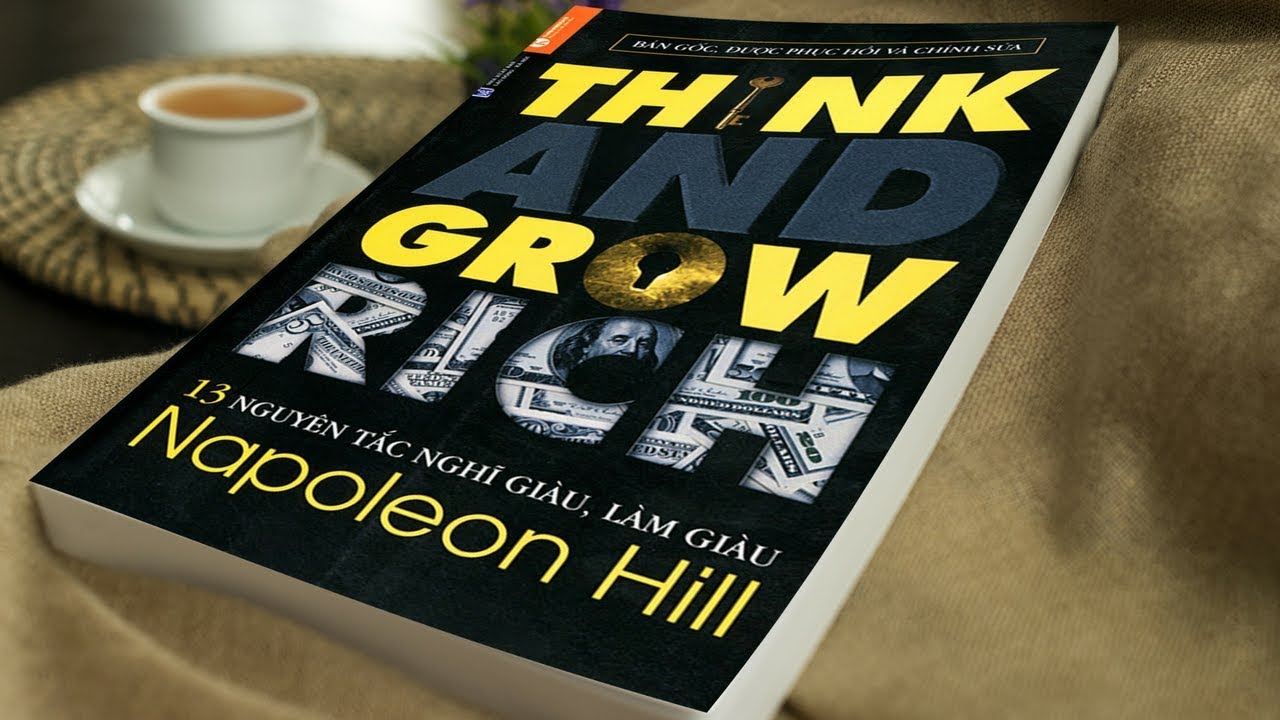 BẢN GỐC, ĐƯỢC PHỤC HỒI VÀ CHỈNH SỬA
THINK
AND
GROW
RICH
13 NGUYÊN TẮC NGHĨ GIÀU, LÀM GIÀU
Napoleon Hill